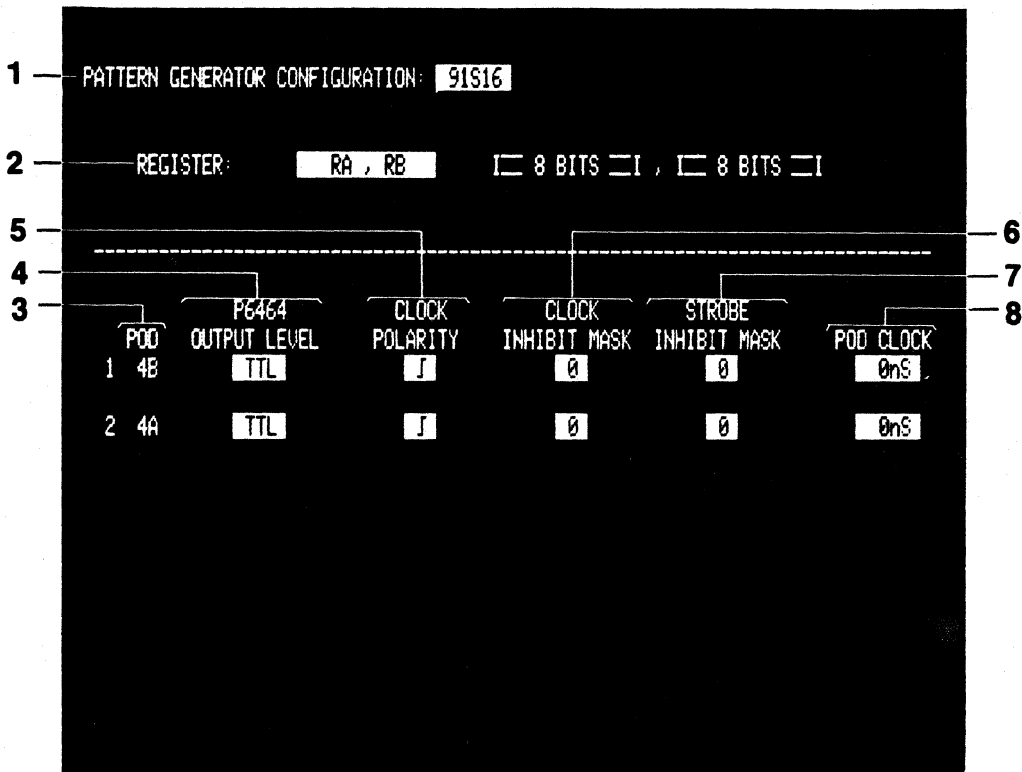 1 PATTERN GENERATOR CONFIGURATION: 91S16
2 REGISTER: RA , RB 8 BITS , 8 BITS
5 6
4 7
3 8
P6464 CLOCK CLOCK STROBE
POD OUTPUT LEVEL POLARITY INHIBIT MASK INHIBIT MASK POD CLOCK
1 4B TTL ʃ 0 0 0nS
2 4A TTL ʃ 0 0 0nS